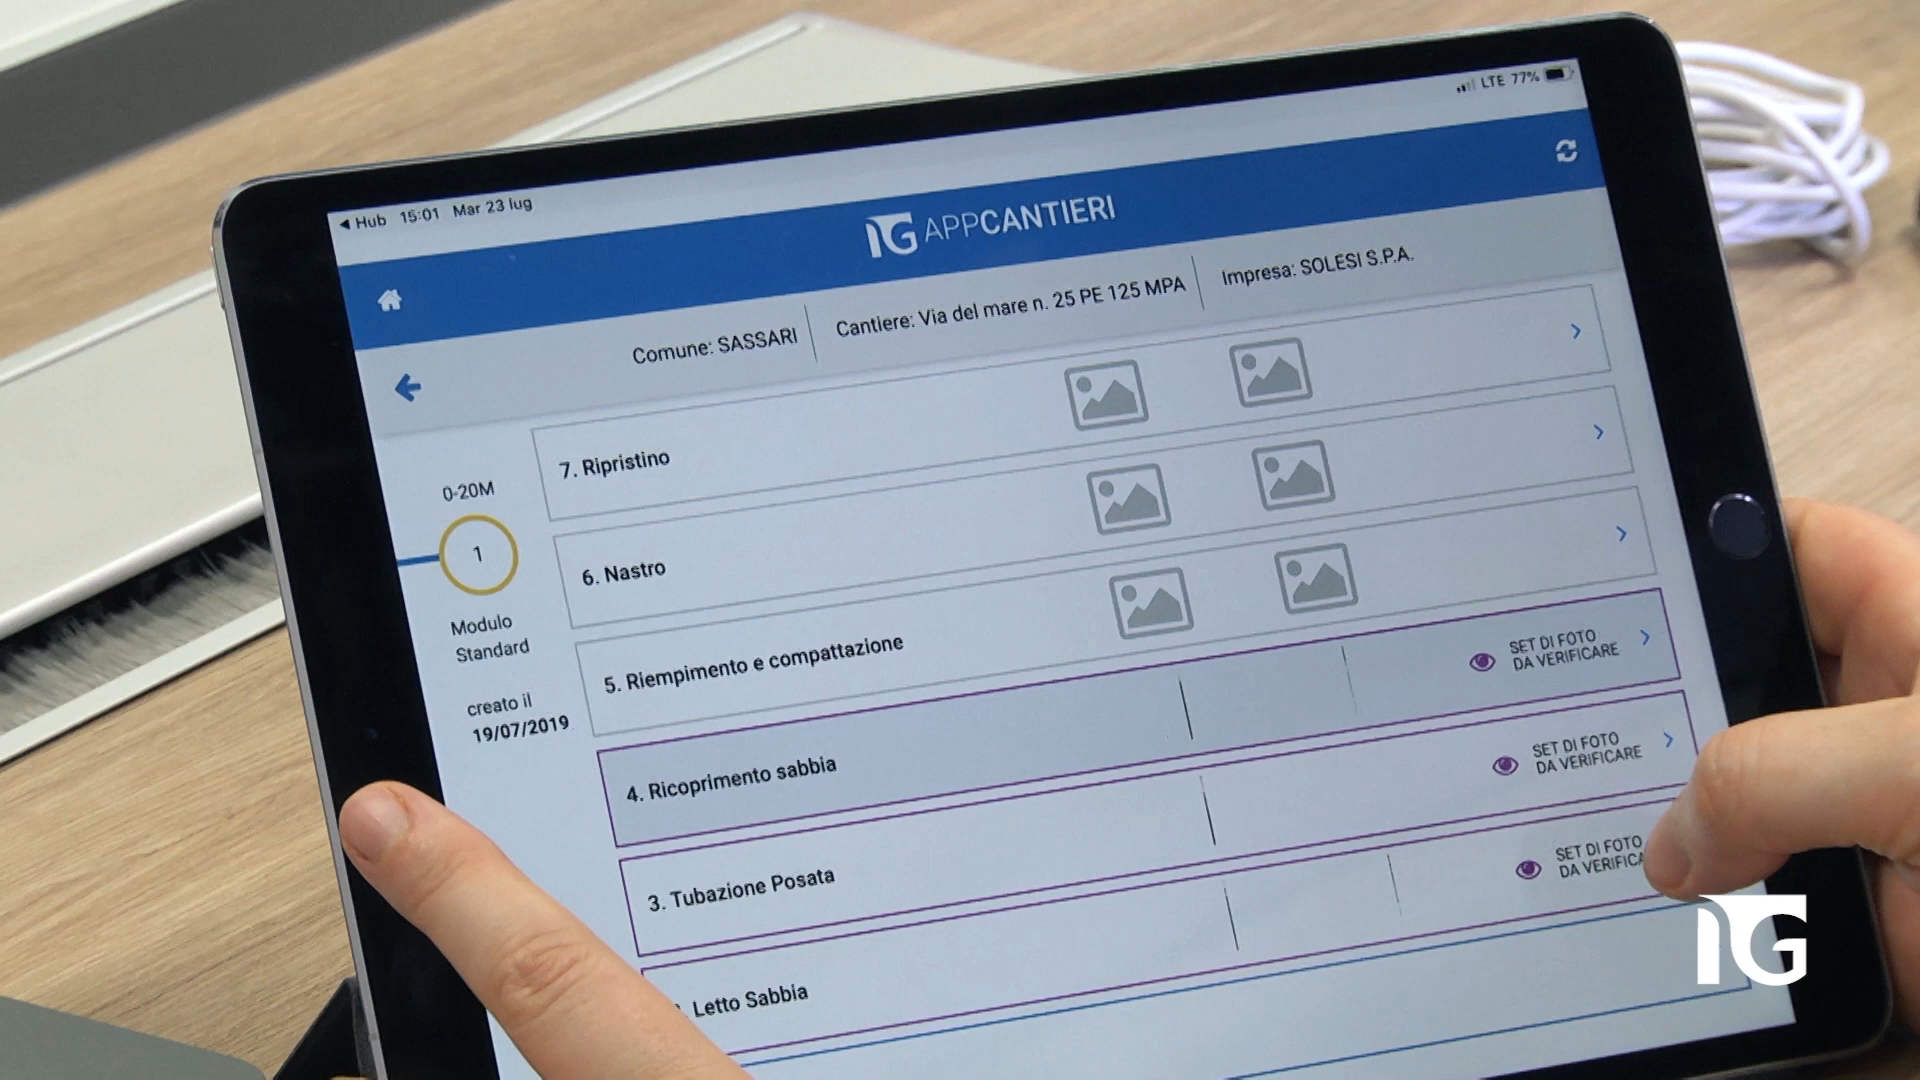 ◄ Hub 15:01 Mar 23 lug
LTE 77%
IG APPCANTIERI
Comune: SASSARI
Cantiere: Via del mare n. 25 PE 125 MPA
Impresa: SOLESI S.P.A.
0-20M
1
Modulo
Standard
creato il
19/07/2019
7. Ripristino
6. Nastro
5. Riempimento e compattazione
4. Ricoprimento sabbia
SET DI FOTO
DA VERIFICARE
3. Tubazione Posata
SET DI FOTO
DA VERIFICARE
Letto Sabbia
SET DI FOTO
DA VERIFICA
IG